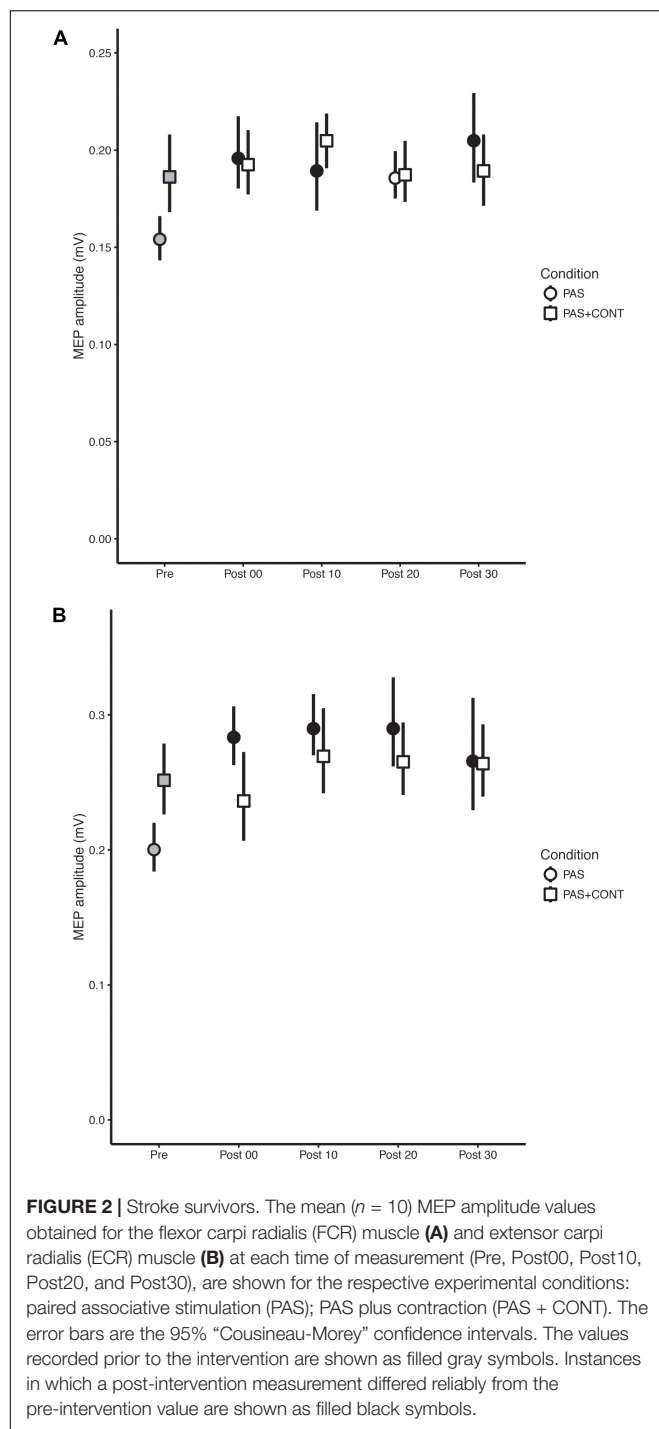 A
0.25
0.20
0.15
0.10
0.05
0.00
MEP amplitude (mV)
Pre Post 00 Post 10 Post 20 Post 30
Condition
PAS
PAS+CONT
B
0.3
0.2
0.1
0.0
MEP amplitude (mV)
Pre Post 00 Post 10 Post 20 Post 30
Condition
PAS
PAS+CONT
FIGURE 2 | Stroke survivors. The mean (n = 10) MEP amplitude values
obtained for the flexor carpi radialis (FCR) muscle (A) and extensor carpi
radialis (ECR) muscle (B) at each time of measurement (Pre, Post00, Post10,
Post20, and Post30), are shown for the respective experimental conditions:
paired associative stimulation (PAS); PAS plus contraction (PAS + CONT). The
error bars are the 95% “Cousineau-Morey” confidence intervals. The values
recorded prior to the intervention are shown as filled gray symbols. Instances
in which a post-intervention measurement differed reliably from the
pre-intervention value are shown as filled black symbols.